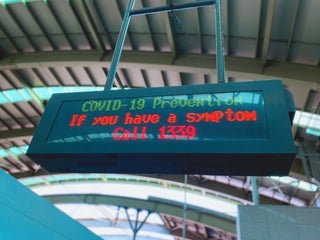 COVID-19 Prevention
If you have a symptom
Call 1339